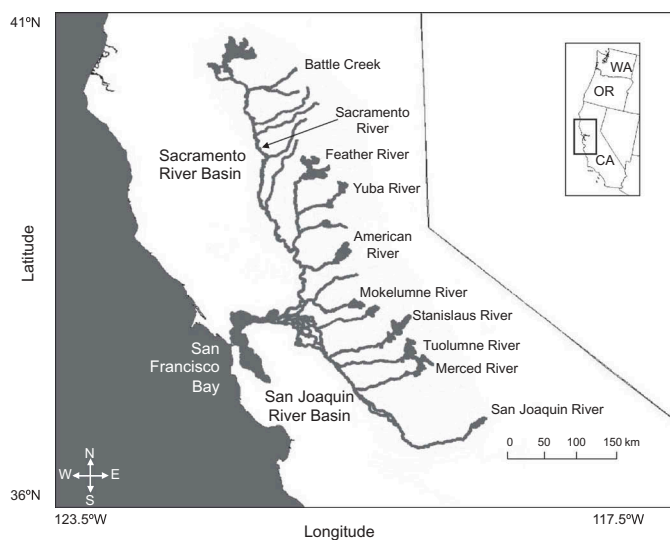 41ºN
Battle Creek
WA
OR
CA
Sacramento
River
Sacramento
River Basin
Feather River
Yuba River
American
River
Latitude
Mokelumne River
Stanislaus River
Tuolumne River
Merced River
San
Francisco
Bay
San Joaquin
River Basin
San Joaquin River
0 50 100 150 km
N
W E
S
36ºN
123.5ºW
117.5ºW
Longitude